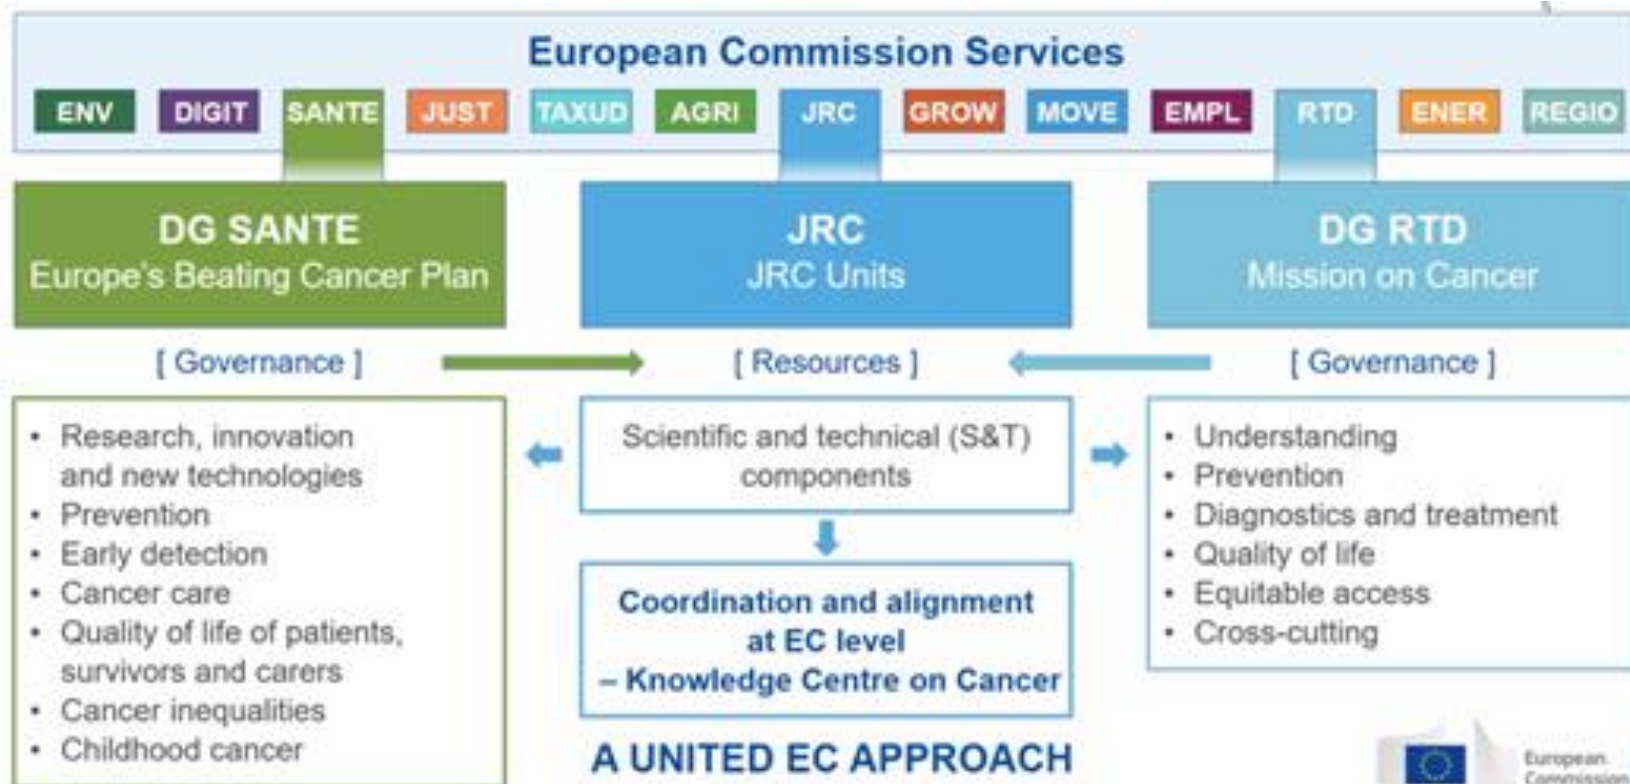 European Commission Services
ENV DIGIT SANTE JUST TAXUD AGRI JRC GROW MOVE EMPL RTD ENER REGIO
DG SANTE
Europe's Beating Cancer Plan
JRC
JRC Units
DG RTD
Mission on Cancer
[ Governance ]
[ Resources ]
[ Governance ]
• Research, innovation
and new technologies
• Prevention
• Early detection
• Cancer care
• Quality of life of patients,
survivors and carers
• Cancer inequalities
• Childhood cancer
Scientific and technical (S&T)
components
Coordination and alignment
at EC level
– Knowledge Centre on Cancer
A UNITED EC APPROACH
• Understanding
• Prevention
• Diagnostics and treatment
• Quality of life
• Equitable access
• Cross-cutting
European
Commission